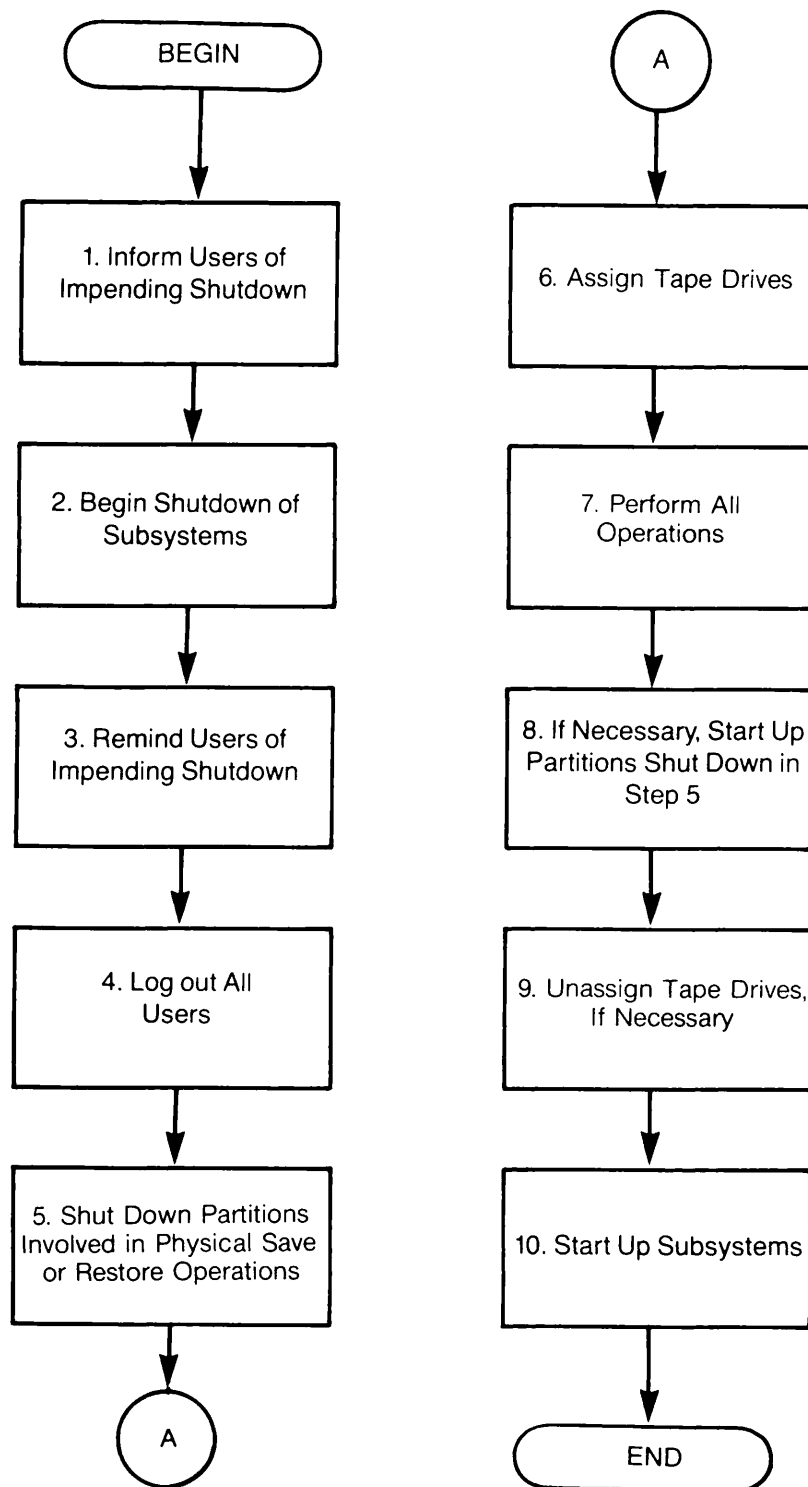 BEGIN
1. Inform Users of
Impending Shutdown
2. Begin Shutdown of
Subsystems
3. Remind Users of
Impending Shutdown
4. Log out All
Users
5. Shut Down Partitions
Involved in Physical Save
or Restore Operations
A
A
6. Assign Tape Drives
7. Perform All
Operations
8. If Necessary, Start Up
Partitions Shut Down in
Step 5
9. Unassign Tape Drives,
If Necessary
10. Start Up Subsystems
END